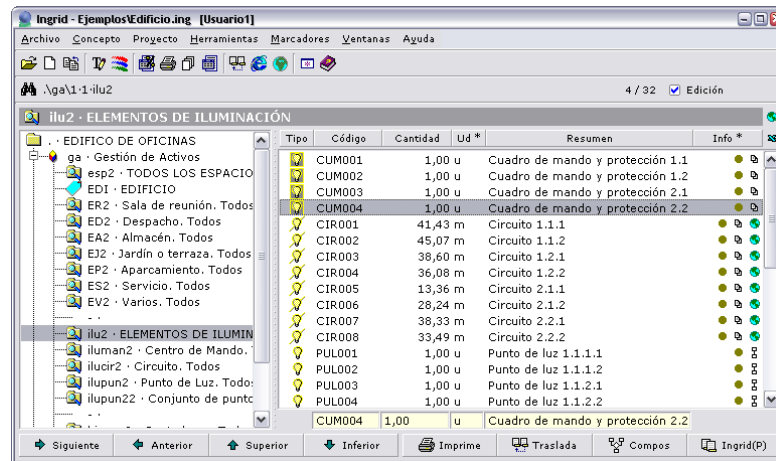 Ingrid - Ejemplos\Edificio.ing [Usuario1]
Archivo Concepto Proyecto Herramientas Marcadores Ventanas Ayuda
.\ga\1·1·ilu2
4 / 32 Edición
ilu2 · ELEMENTOS DE ILUMINACIÓN
. · EDIFICO DE OFICINAS
ga · Gestión de Activos
esp2 · TODOS LOS ESPACIO
EDI · EDIFICIO
ER2 · Sala de reunión. Todos
ED2 · Despacho. Todos
EA2 · Almacén. Todos
EJ2 · Jardín o terraza. Todos
EP2 · Aparcamiento. Todos
ES2 · Servicio. Todos
EV2 · Varios. Todos
- .
ilu2 · ELEMENTOS DE ILUMIN
iluman2 · Centro de Mando.
ilucir2 · Circuito. Todos
ilupun2 · Punto de Luz. Todo
ilupun22 · Conjunto de punto
- .
Tipo Código Cantidad Ud * Resumen Info *
CUM001 1,00 u Cuadro de mando y protección 1.1
CUM002 1,00 u Cuadro de mando y protección 1.2
CUM003 1,00 u Cuadro de mando y protección 2.1
CUM004 1,00 u Cuadro de mando y protección 2.2
CIR001 41,43 m Circuito 1.1.1
CIR002 45,07 m Circuito 1.1.2
CIR003 38,60 m Circuito 1.2.1
CIR004 36,08 m Circuito 1.2.2
CIR005 13,36 m Circuito 2.1.1
CIR006 28,24 m Circuito 2.1.2
CIR007 38,33 m Circuito 2.2.1
CIR008 33,49 m Circuito 2.2.2
PUL001 1,00 u Punto de luz 1.1.1.1
PUL002 1,00 u Punto de luz 1.1.1.2
PUL003 1,00 u Punto de luz 1.1.2.1
PUL004 1,00 u Punto de luz 1.1.2.2
CUM004 1,00 u Cuadro de mando y protección 2.2
Siguiente Anterior Superior Inferior Imprime Traslada Compos Ingrid(P)